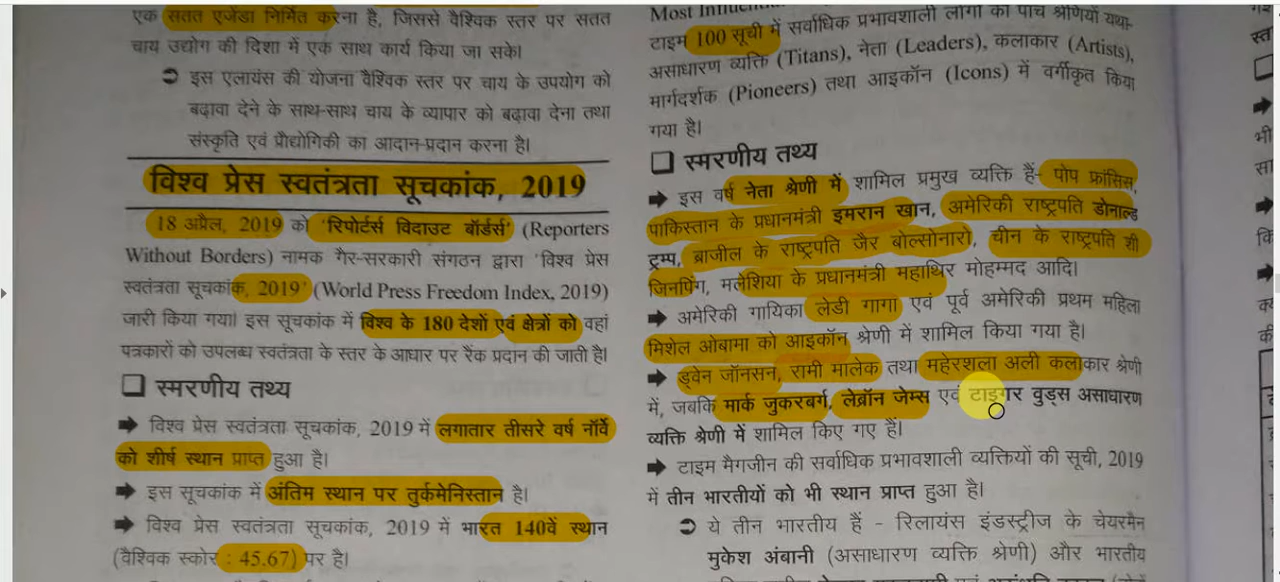 एक सतत एजेंडा निर्मित करना है, जिससे वैश्विक स्तर पर सतत
चाय उद्योग की दिशा में एक साथ कार्य किया जा सके।
➲ इस एलायंस की योजना वैश्विक स्तर पर चाय के उपयोग को
बढ़ावा देने के साथ-साथ चाय के व्यापार को बढ़ावा देना तथा
संस्कृति एवं प्रौद्योगिकी का आदान-प्रदान करना है।
विश्व प्रेस स्वतंत्रता सूचकांक, 2019
18 अप्रैल, 2019 को 'रिपोर्टर्स विदाउट बॉर्डर्स' (Reporters
Without Borders) नामक गैर-सरकारी संगठन द्वारा 'विश्व प्रेस
स्वतंत्रता सूचकांक, 2019' (World Press Freedom Index, 2019)
जारी किया गया। इस सूचकांक में विश्व के 180 देशों एवं क्षेत्रों को वहां
पत्रकारों को उपलब्ध स्वतंत्रता के स्तर के आधार पर रैंक प्रदान की जाती है।
❑ स्मरणीय तथ्य
➡ विश्व प्रेस स्वतंत्रता सूचकांक, 2019 में लगातार तीसरे वर्ष नॉर्वे
को शीर्ष स्थान प्राप्त हुआ है।
➡ इस सूचकांक में अंतिम स्थान पर तुर्कमेनिस्तान है।
➡ विश्व प्रेस स्वतंत्रता सूचकांक, 2019 में भारत 140वें स्थान
(वैश्विक स्कोर : 45.67) पर है।
Most
टाइम 100 सूची में सर्वाधिक प्रभावशाली लोगों को पांच श्रेणियों यथा-
असाधारण व्यक्ति (Titans), नेता (Leaders), कलाकार (Artists),
मार्गदर्शक (Pioneers) तथा आइकॉन (Icons) में वर्गीकृत किया
गया है।
❑ स्मरणीय तथ्य
➡ इस वर्ष नेता श्रेणी में शामिल प्रमुख व्यक्ति हैं- पोप फ्रांसिस,
पाकिस्तान के प्रधानमंत्री इमरान खान, अमेरिकी राष्ट्रपति डोनाल्ड
ट्रम्प, ब्राजील के राष्ट्रपति जैर बोल्सोनारो, चीन के राष्ट्रपति शी
जिनपिंग, मलेशिया के प्रधानमंत्री महाथिर मोहम्मद आदि।
➡ अमेरिकी गायिका लेडी गागा एवं पूर्व अमेरिकी प्रथम महिला
मिशेल ओबामा को आइकॉन श्रेणी में शामिल किया गया है।
➡ ड्वेन जॉनसन, रामी मालेक तथा महेरशला अली कलाकार श्रेणी
में, जबकि मार्क जुकरबर्ग, लेब्रॉन जेम्स एवं टाइगर वुड्स असाधारण
व्यक्ति श्रेणी में शामिल किए गए हैं।
➡ टाइम मैगजीन की सर्वाधिक प्रभावशाली व्यक्तियों की सूची, 2019
में तीन भारतीयों को भी स्थान प्राप्त हुआ है।
➲ ये तीन भारतीय हैं - रिलायंस इंडस्ट्रीज के चेयरमैन
मुकेश अंबानी (असाधारण व्यक्ति श्रेणी) और भारतीय